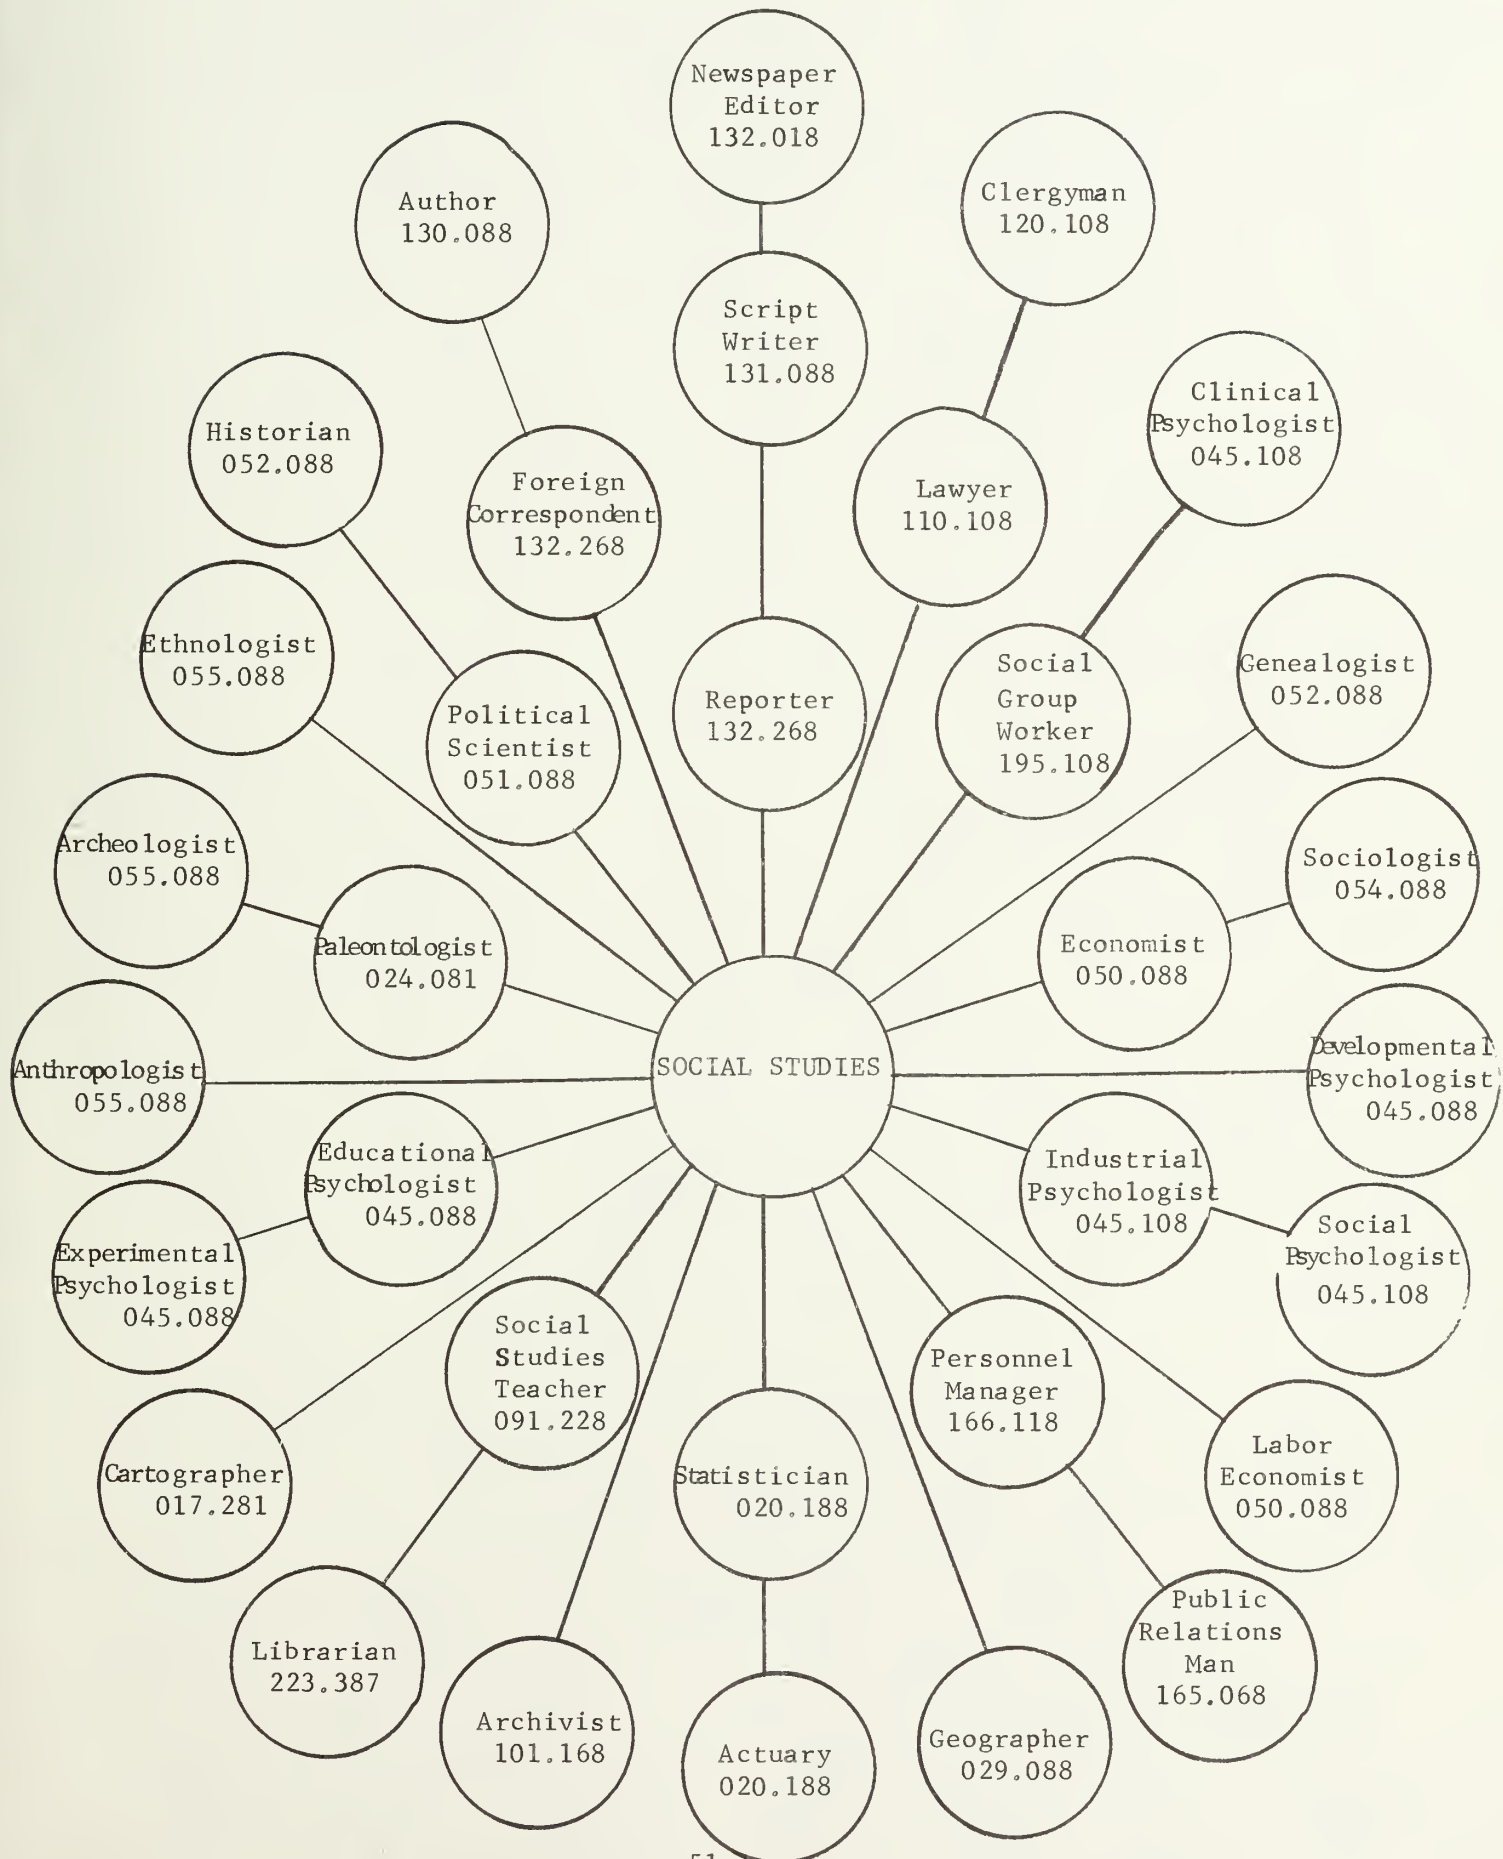 Newspaper
Editor
132.018
Author
130.088
Clergyman
120.108
Script
Writer
131.088
Historian
052.088
Foreign
Correspondent
132.268
Lawyer
110.108
Clinical
Psychologist
045.108
Ethnologist
055.088
Political
Scientist
051.088
Reporter
132.268
Social
Group
Worker
195.108
Genealogist
052.088
Archeologist
055.088
Paleontologist
024.081
Economist
050.088
Sociologist
054.088
Anthropologist
055.088
SOCIAL STUDIES
Developmental
Psychologist
045.088
Educational
Psychologist
045.088
Industrial
Psychologist
045.108
Experimental
Psychologist
045.088
Social
Psychologist
045.108
Social
Studies
Teacher
091.228
Personnel
Manager
166.118
Cartographer
017.281
Statistician
020.188
Labor
Economist
050.088
Librarian
223.387
Archivist
101.168
Actuary
020.188
Geographer
029.088
Public
Relations
Man
165.068
51